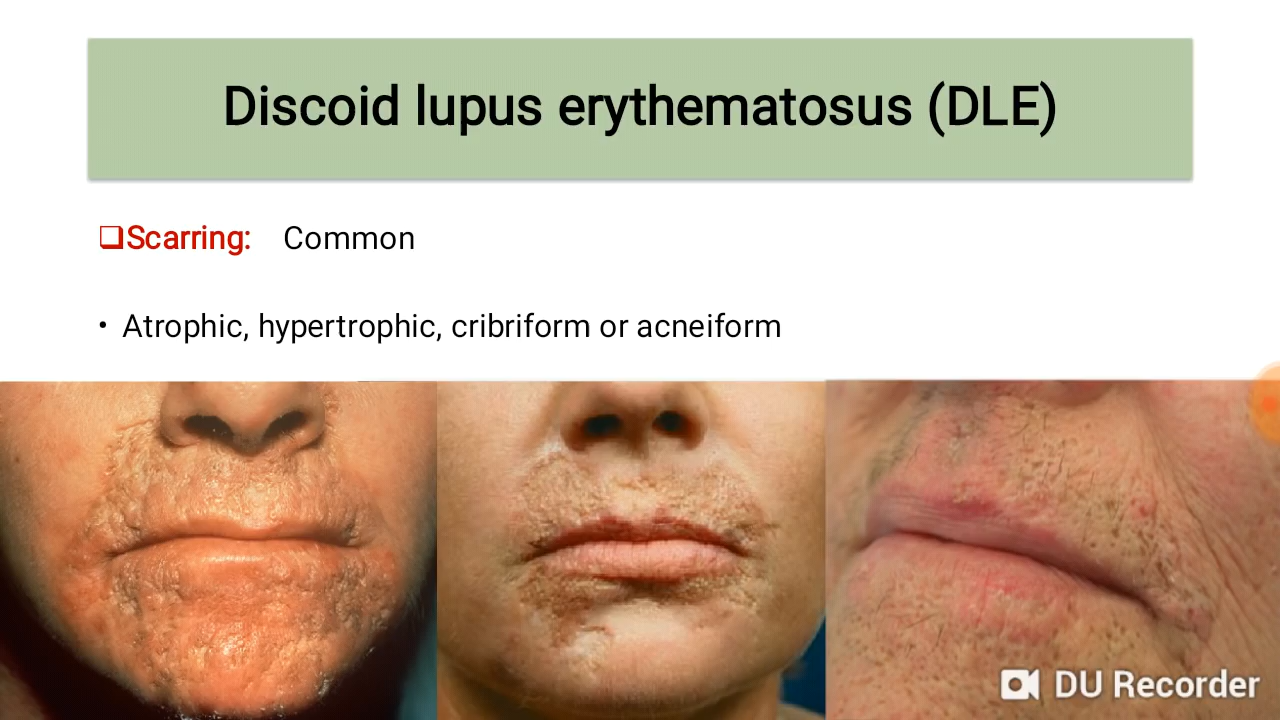 Discoid lupus erythematosus (DLE)
❑Scarring: Common
• Atrophic, hypertrophic, cribriform or acneiform
DU Recorder